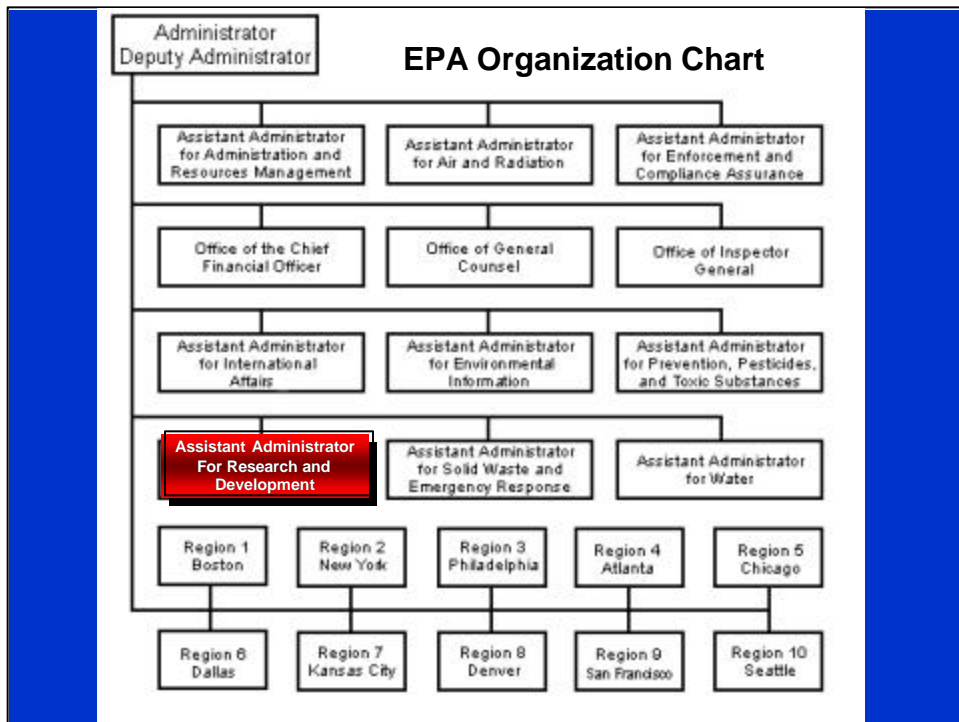 Administrator
Deputy Administrator
EPA Organization Chart
Assistant Administrator
for Administration and
Resources Management
Assistant Administrator
for Air and Radiation
Assistant Administrator
for Enforcement and
Compliance Assurance
Office of the Chief
Financial Officer
Office of General
Counsel
Office of Inspector
General
Assistant Administrator
for International
Affairs
Assistant Administrator
for Environmental
Information
Assistant Administrator
for Prevention, Pesticides,
and Toxic Substances
Assistant Administrator
For Research and
Development
Assistant Administrator
for Solid Waste and
Emergency Response
Assistant Administrator
for Water
Region 1
Boston
Region 2
New York
Region 3
Philadelphia
Region 4
Atlanta
Region 5
Chicago
Region 6
Dallas
Region 7
Kansas City
Region 8
Denver
Region 9
San Francisco
Region 10
Seattle